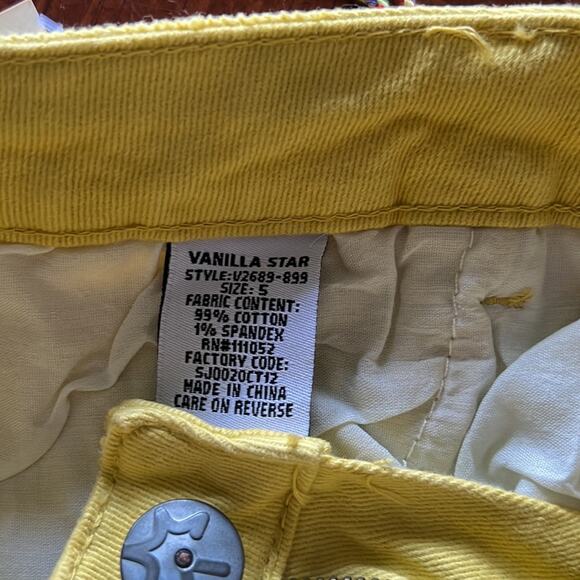 VANILLA STAR
STYLE:V2689-899
SIZE: 5
FABRIC CONTENT:
99% COTTON
1% SPANDEX
RN#111052
FACTORY CODE:
SJ0020CT12
MADE IN CHINA
CARE ON REVERSE